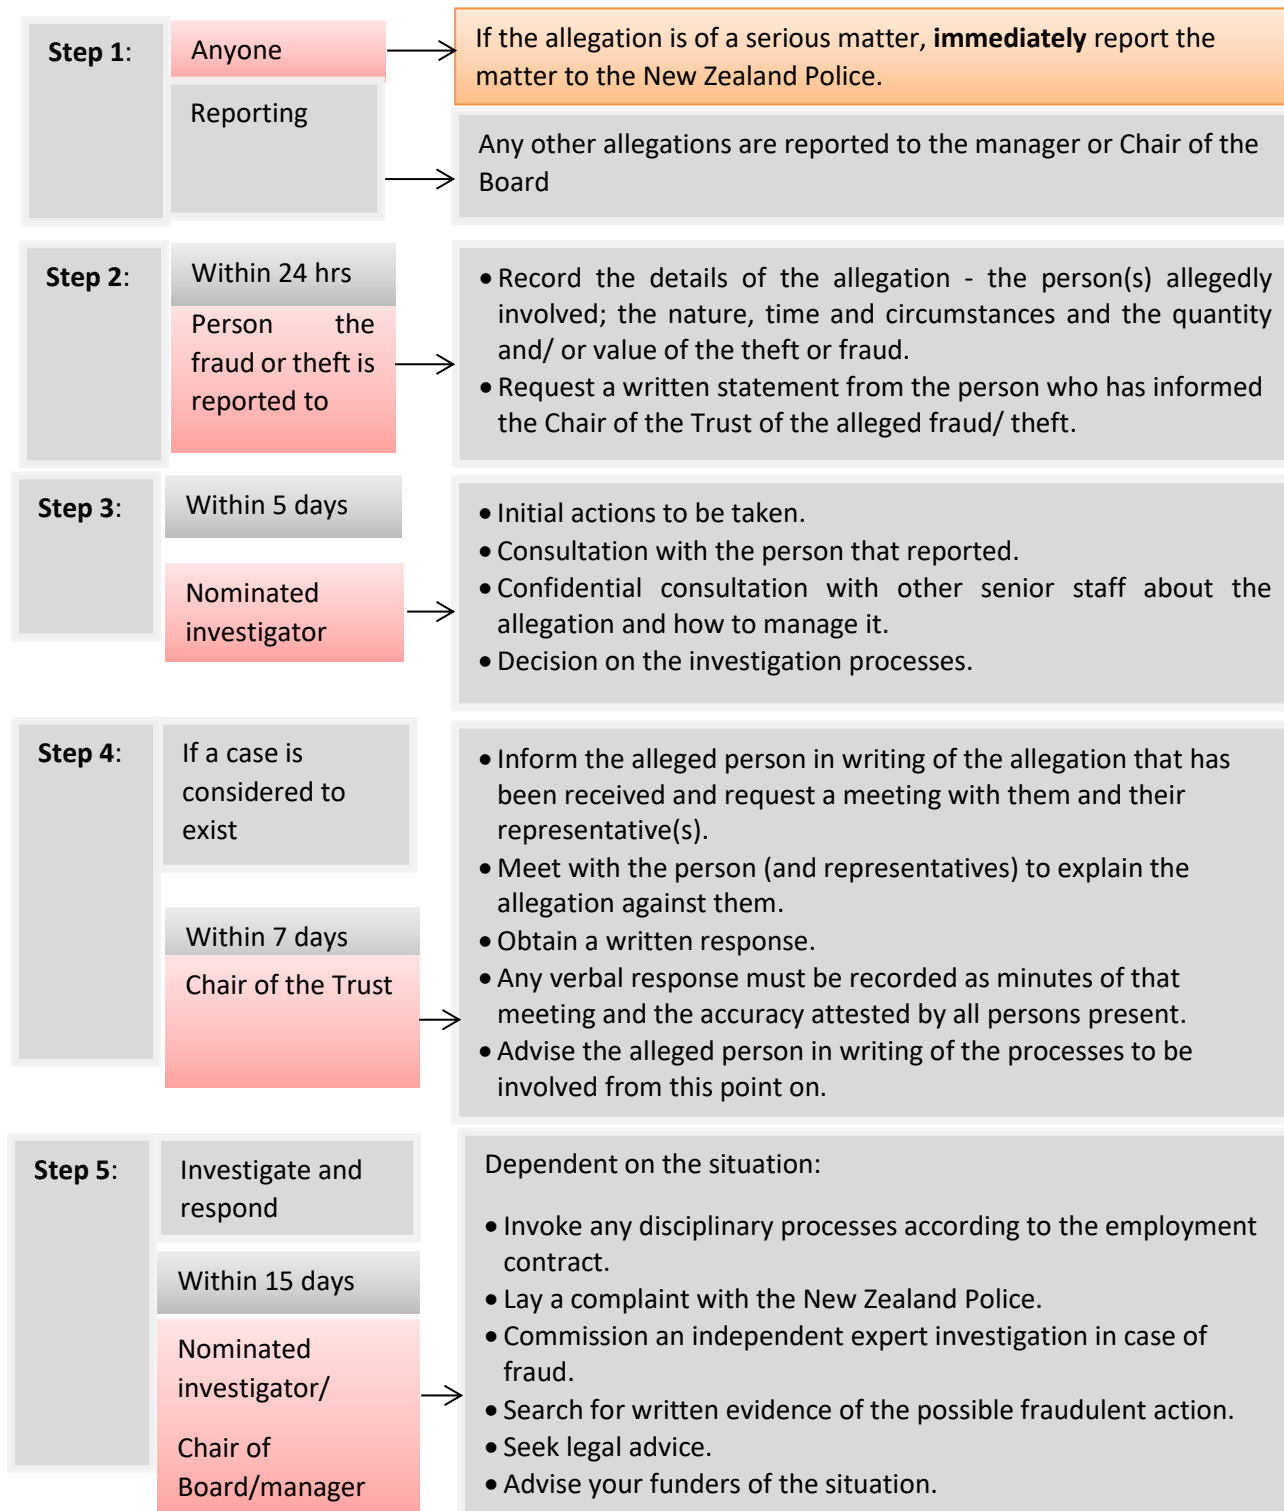 Step 1:
Anyone
If the allegation is of a serious matter, immediately report the
matter to the New Zealand Police.
Reporting
Any other allegations are reported to the manager or Chair of the
Board
Step 2:
Within 24 hrs
Person the
fraud or theft is
reported to
• Record the details of the allegation - the person(s) allegedly
involved; the nature, time and circumstances and the quantity
and/ or value of the theft or fraud.
• Request a written statement from the person who has informed
the Chair of the Trust of the alleged fraud/ theft.
Step 3:
Within 5 days
Nominated
investigator
• Initial actions to be taken.
• Consultation with the person that reported.
• Confidential consultation with other senior staff about the
allegation and how to manage it.
• Decision on the investigation processes.
Step 4:
If a case is
considered to
exist
Within 7 days
Chair of the Trust
• Inform the alleged person in writing of the allegation that has
been received and request a meeting with them and their
representative(s).
• Meet with the person (and representatives) to explain the
allegation against them.
• Obtain a written response.
• Any verbal response must be recorded as minutes of that
meeting and the accuracy attested by all persons present.
• Advise the alleged person in writing of the processes to be
involved from this point on.
Step 5:
Investigate and
respond
Within 15 days
Nominated
investigator/
Chair of
Board/manager
Dependent on the situation:
• Invoke any disciplinary processes according to the employment
contract.
• Lay a complaint with the New Zealand Police.
• Commission an independent expert investigation in case of
fraud.
• Search for written evidence of the possible fraudulent action.
• Seek legal advice.
• Advise your funders of the situation.